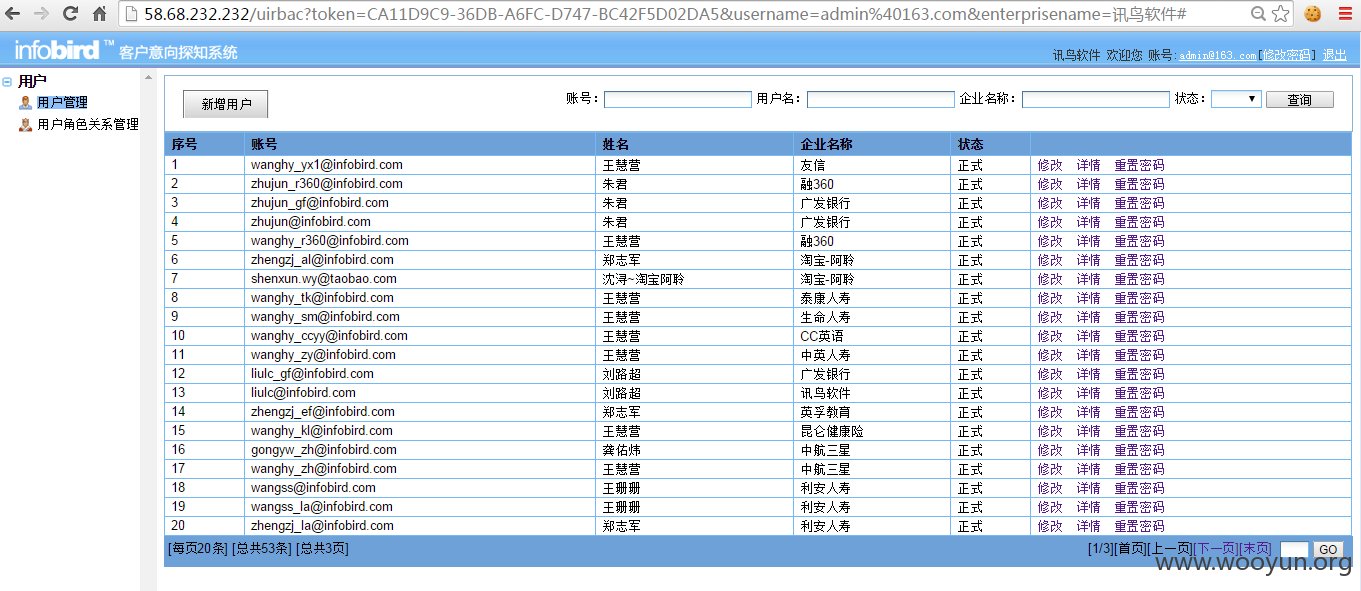 58.68.232.232/uirbac?token=CA11D9C9-36DB-A6FC-D747-BC42F5D02DA5&username=admin%40163.com&enterprisename=讯鸟软件#
infobird™ 客户意向探知系统
讯鸟软件 欢迎您 账号:admin@163.com[修改密码] 退出
用户
用户管理
用户角色关系管理
新增用户 账号： 用户名： 企业名称： 状态： 查询
序号 账号 姓名 企业名称 状态
1 wanghy_yx1@infobird.com 王慧营 友信 正式 修改 详情 重置密码
2 zhujun_r360@infobird.com 朱君 融360 正式 修改 详情 重置密码
3 zhujun_gf@infobird.com 朱君 广发银行 正式 修改 详情 重置密码
4 zhujun@infobird.com 朱君 广发银行 正式 修改 详情 重置密码
5 wanghy_r360@infobird.com 王慧营 融360 正式 修改 详情 重置密码
6 zhengzj_al@infobird.com 郑志军 淘宝-阿聆 正式 修改 详情 重置密码
7 shenxun.wy@taobao.com 沈浔~淘宝阿聆 淘宝-阿聆 正式 修改 详情 重置密码
8 wanghy_tk@infobird.com 王慧营 泰康人寿 正式 修改 详情 重置密码
9 wanghy_sm@infobird.com 王慧营 生命人寿 正式 修改 详情 重置密码
10 wanghy_ccyy@infobird.com 王慧营 CC英语 正式 修改 详情 重置密码
11 wanghy_zy@infobird.com 王慧营 中英人寿 正式 修改 详情 重置密码
12 liulc_gf@infobird.com 刘路超 广发银行 正式 修改 详情 重置密码
13 liulc@infobird.com 刘路超 讯鸟软件 正式 修改 详情 重置密码
14 zhengzj_ef@infobird.com 郑志军 英孚教育 正式 修改 详情 重置密码
15 wanghy_kl@infobird.com 王慧营 昆仑健康险 正式 修改 详情 重置密码
16 gongyw_zh@infobird.com 龚佑炜 中航三星 正式 修改 详情 重置密码
17 wanghy_zh@infobird.com 王慧营 中航三星 正式 修改 详情 重置密码
18 wangss@infobird.com 王珊珊 利安人寿 正式 修改 详情 重置密码
19 wangss_la@infobird.com 王珊珊 利安人寿 正式 修改 详情 重置密码
20 zhengzj_la@infobird.com 郑志军 利安人寿 正式 修改 详情 重置密码
[每页20条] [总共53条] [总共3页] [1/3][首页][上一页][下一页][末页] GO
www.wooyun.org